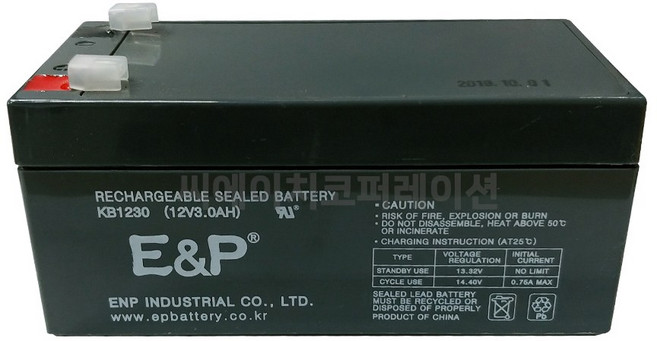 2019.10.01
씨에이치코퍼레이션
RECHARGEABLE SEALED BATTERY
KB1230 (12V3.0AH)
E&P®
ENP INDUSTRIAL CO., LTD.
www.epbattery.co.kr
• CAUTION
• RISK OF FIRE, EXPLOSION OR BURN
• DO NOT DISASSEMBLE, HEAT ABOVE 50℃
OR INCINERATE
• CHARGING INSTRUCTION (AT25℃)
TYPE VOLTAGE REGULATION INITIAL CURRENT
STANDBY USE 13.32V NO LIMIT
CYCLE USE 14.40V 0.75A MAX
SEALED LEAD BATTERY
MUST BE RECYCLED OR
DISPOSED OF PROPERLY
PRODUCT OF CHINA
Pb